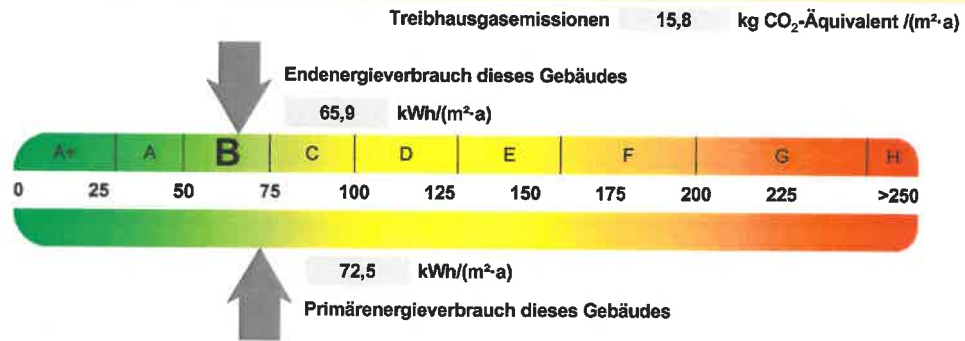 Treibhausgasemissionen 15,8 kg CO₂-Äquivalent /(m²·a)
Endenergieverbrauch dieses Gebäudes
65,9 kWh/(m²·a)
A+ A B C D E F G H
0 25 50 75 100 125 150 175 200 225 >250
72,5 kWh/(m²·a)
Primärenergieverbrauch dieses Gebäudes